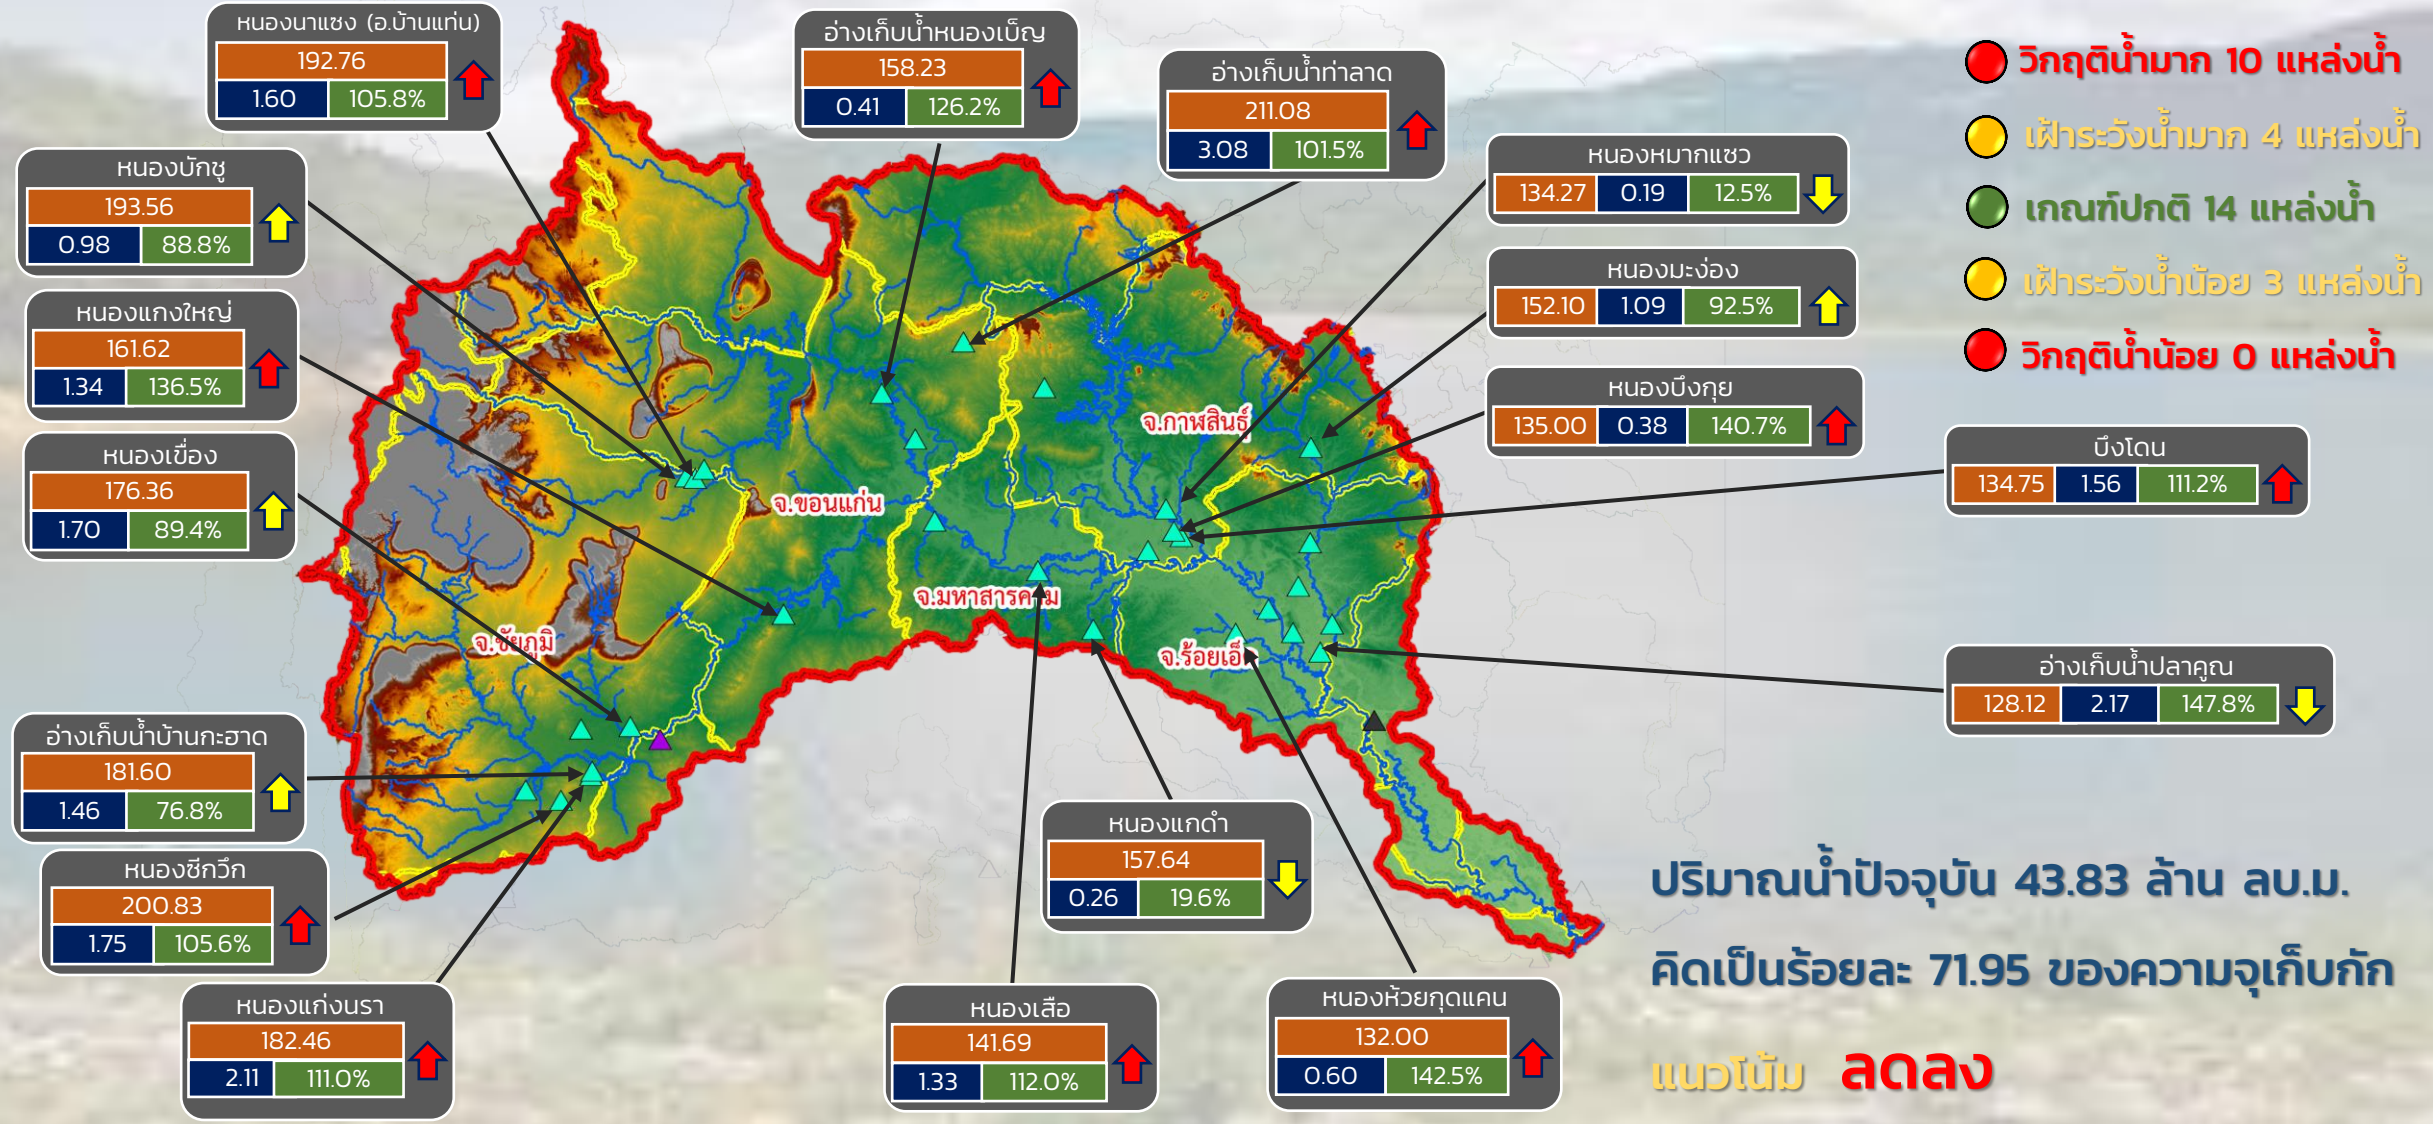 หนองนาแซง (อ.บ้านแท่น)
192.76
1.60 105.8%
อ่างเก็บน้ำหนองเบ็ญ
158.23
0.41 126.2%
อ่างเก็บน้ำท่าลาด
211.08
3.08 101.5%
วิกฤติน้ำมาก 10 แหล่งน้ำ
เฝ้าระวังน้ำมาก 4 แหล่งน้ำ
เกณฑ์ปกติ 14 แหล่งน้ำ
เฝ้าระวังน้ำน้อย 3 แหล่งน้ำ
วิกฤติน้ำน้อย 0 แหล่งน้ำ
หนองบักชู
193.56
0.98 88.8%
หนองแกงใหญ่
161.62
1.34 136.5%
หนองเขื่อง
176.36
1.70 89.4%
หนองหมากแซว
134.27 0.19 12.5%
หนองมะง่อง
152.10 1.09 92.5%
หนองบึงกุย
135.00 0.38 140.7%
บึงโดน
134.75 1.56 111.2%
อ่างเก็บน้ำปลาคูณ
128.12 2.17 147.8%
จ.กาฬสินธุ์
จ.ขอนแก่น
จ.มหาสารคาม
จ.ชัยภูมิ
จ.ร้อยเอ็ด
อ่างเก็บน้ำบ้านกะฮาด
181.60
1.46 76.8%
หนองซีกวึก
200.83
1.75 105.6%
หนองแก่งนรา
182.46
2.11 111.0%
หนองแกดำ
157.64
0.26 19.6%
หนองเสือ
141.69
1.33 112.0%
หนองห้วยกุดแคน
132.00
0.60 142.5%
ปริมาณน้ำปัจจุบัน 43.83 ล้าน ลบ.ม.
คิดเป็นร้อยละ 71.95 ของความจุเก็บกัก
แนวโน้ม ลดลง